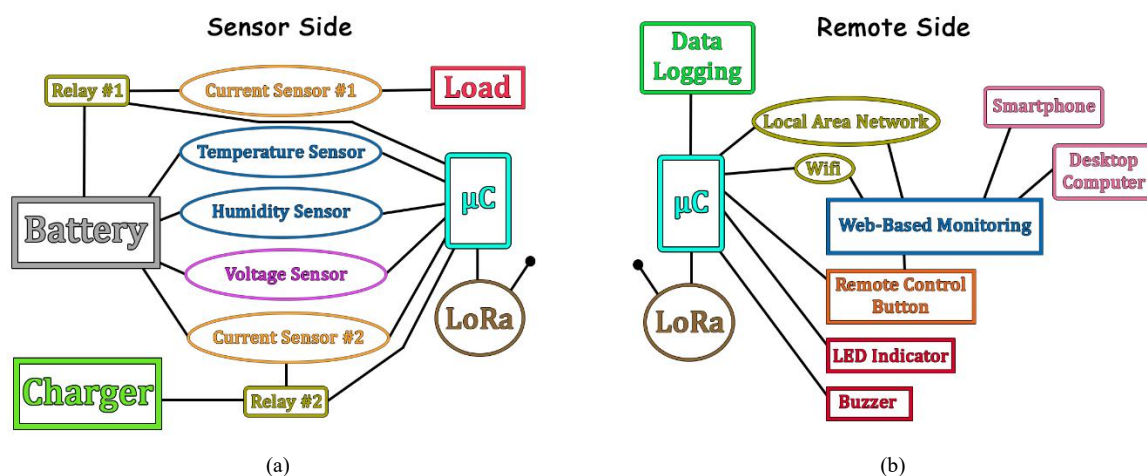 Sensor Side
Relay #1
Current Sensor #1
Load
Temperature Sensor
Humidity Sensor
Battery
Voltage Sensor
µC
Current Sensor #2
LoRa
Charger
Relay #2
(a)
Remote Side
Data
Logging
Local Area Network
Smartphone
Wifi
Desktop
Computer
µC
Web-Based Monitoring
Remote Control
Button
LoRa
LED Indicator
Buzzer
(b)